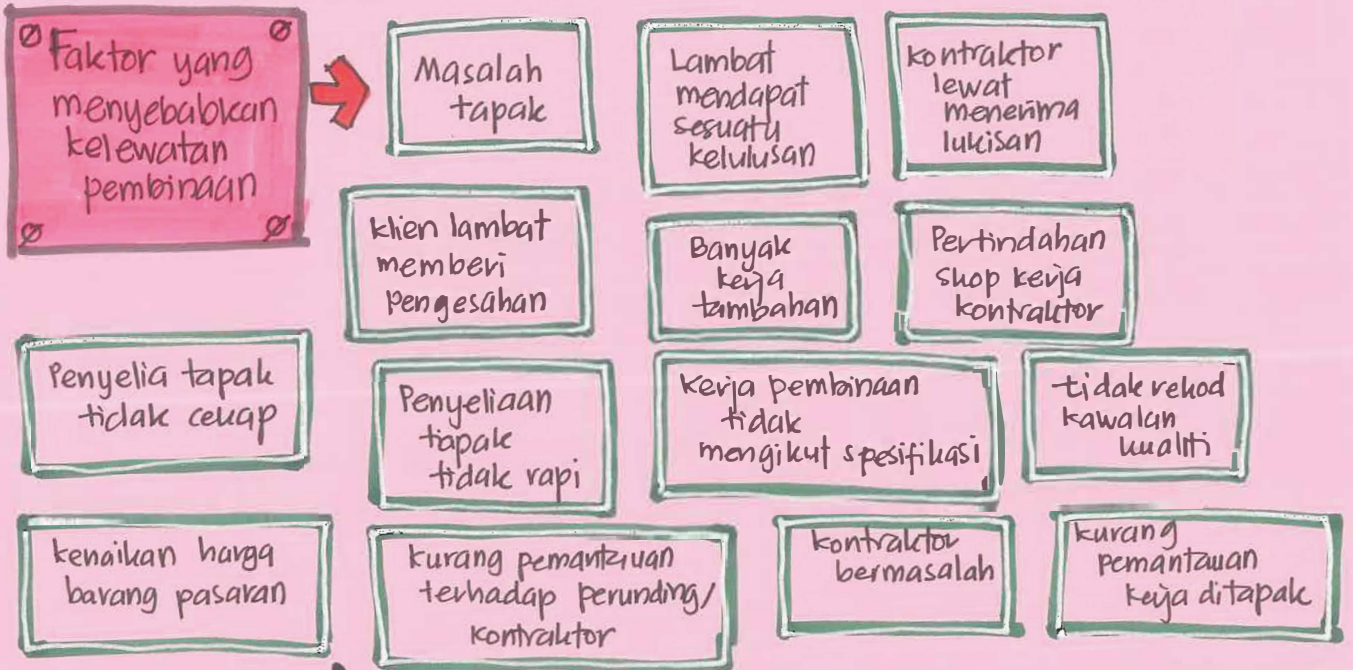 Faktor yang
menyebabkan
kelewatan
pembinaan
Masalah
tapak
Lambat
mendapat
sesuatu
kelulusan
kontraktor
lewat
menerima
lukisan
klien lambat
memberi
pengesahan
Banyak
kerja
tambahan
Pertindahan
skop kerja
kontraktor
Penyelia tapak
tidak cekap
Penyeliaan
tapak
tidak rapi
kerja pembinaan
tidak
mengikut spesifikasi
tidak rekod
kawalan
kualiti
kenaikan harga
barang pasaran
kurang pemantauan
terhadap perunding/
kontraktor
kontraktor
bermasalah
kurang
pemantauan
kerja ditapak